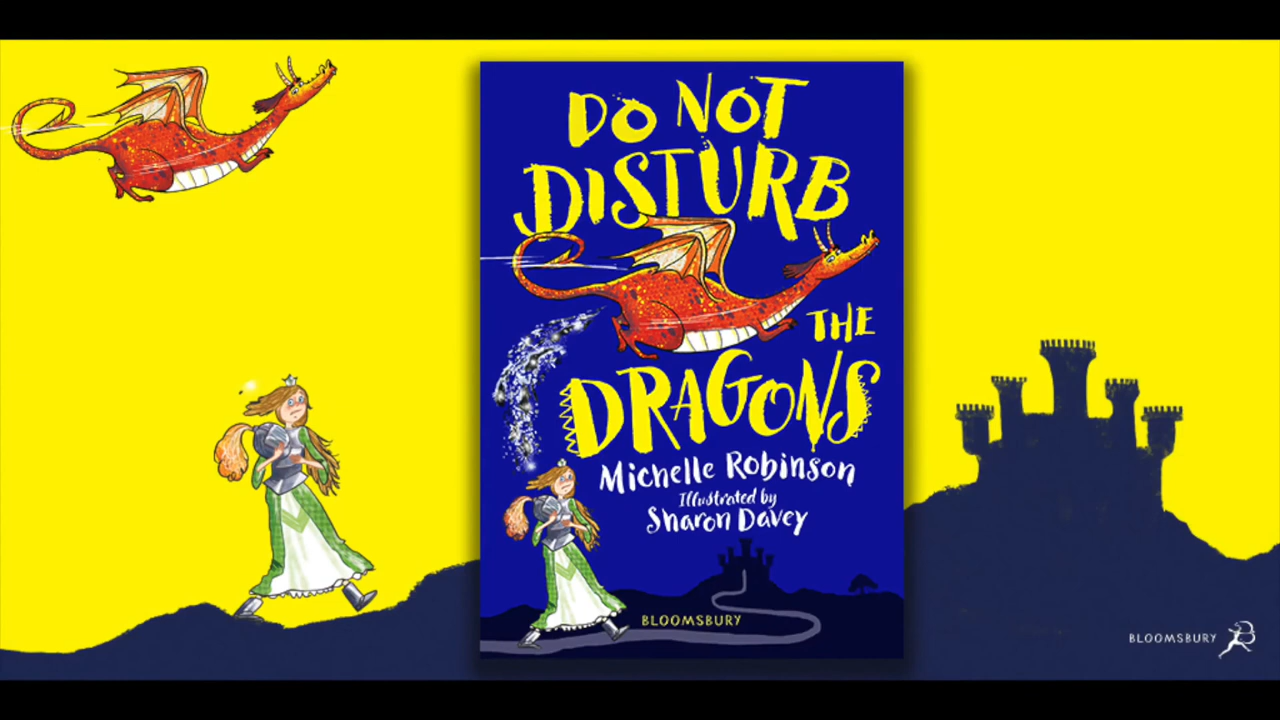 DO NOT
DISTURB
THE
DRAGONS
Michelle Robinson
Illustrated by
Sharon Davey
BLOOMSBURY
BLOOMSBURY